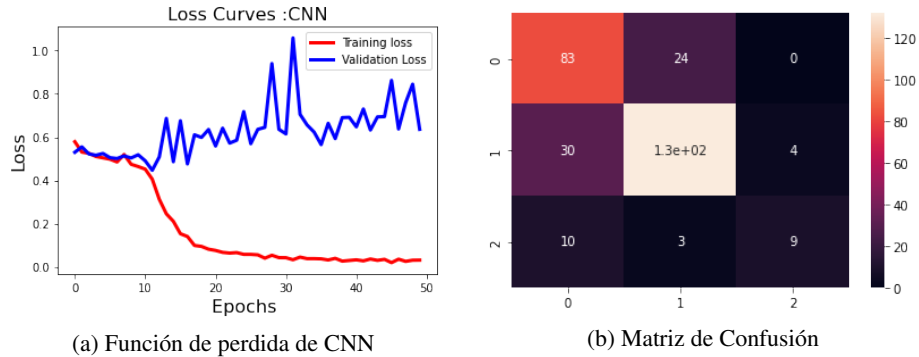 Loss Curves :CNN
Training loss
Validation Loss
1.0
0.8
0.6
0.4
0.2
0.0
Loss
0 10 20 30 40 50
Epochs
(a) Función de perdida de CNN
0 83 24 0
1 30 1.3e+02 4
2 10 3 9
0 1 2
120
100
80
60
40
20
0
(b) Matriz de Confusión